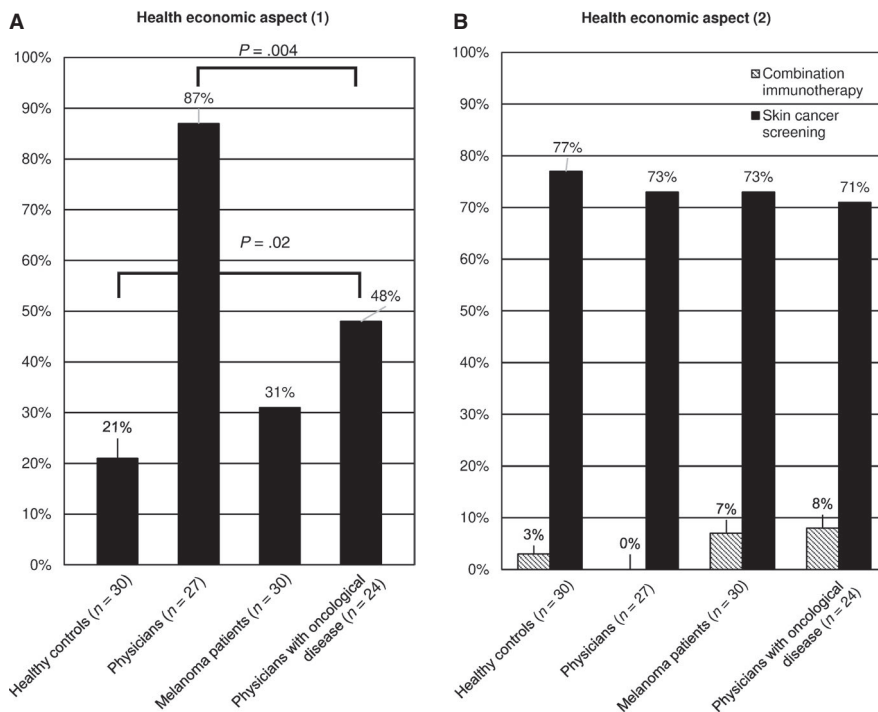 A
Health economic aspect (1)
100%
90%
80%
70%
60%
50%
40%
30%
20%
10%
0%
P = .004
87%
P = .02
48%
31%
21%
Healthy controls (n = 30)
Physicians (n = 27)
Melanoma patients (n = 30)
Physicians with oncological
disease (n = 24)
B
Health economic aspect (2)
100%
90%
80%
70%
60%
50%
40%
30%
20%
10%
0%
Combination
immunotherapy
Skin cancer
screening
77%
73%
73%
71%
3%
0%
7%
8%
Healthy controls (n = 30)
Physicians (n = 27)
Melanoma patients (n = 30)
Physicians with oncological
disease (n = 24)